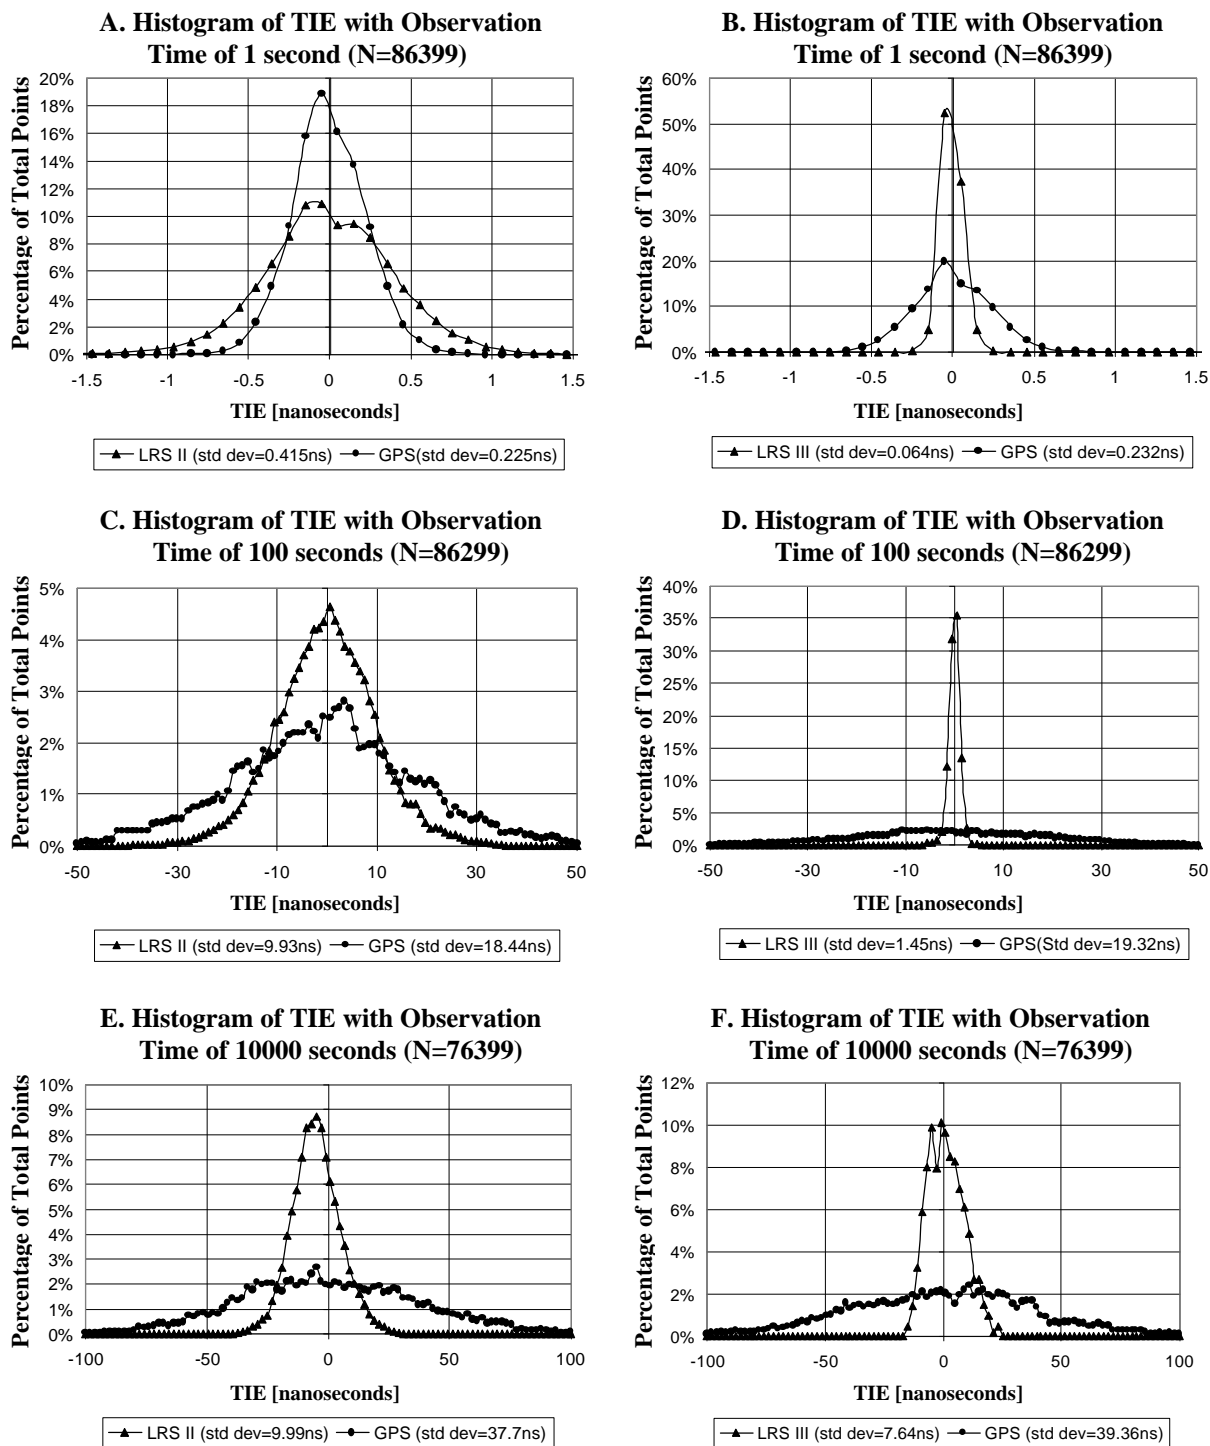 A. Histogram of TIE with Observation
Time of 1 second (N=86399)
Percentage of Total Points
20%
18%
16%
14%
12%
10%
8%
6%
4%
2%
0%
-1.5 -1 -0.5 0 0.5 1 1.5
TIE [nanoseconds]
LRS II (std dev=0.415ns) GPS(std dev=0.225ns)
B. Histogram of TIE with Observation
Time of 1 second (N=86399)
Percentage of Total Points
60%
50%
40%
30%
20%
10%
0%
-1.5 -1 -0.5 0 0.5 1 1.5
TIE [nanoseconds]
LRS III (std dev=0.064ns) GPS (std dev=0.232ns)
C. Histogram of TIE with Observation
Time of 100 seconds (N=86299)
Percentage of Total Points
5%
4%
3%
2%
1%
0%
-50 -30 -10 10 30 50
TIE [nanoseconds]
LRS II (std dev=9.93ns) GPS (std dev=18.44ns)
D. Histogram of TIE with Observation
Time of 100 seconds (N=86299)
Percentage of Total Points
40%
35%
30%
25%
20%
15%
10%
5%
0%
-50 -30 -10 10 30 50
TIE [nanoseconds]
LRS III (std dev=1.45ns) GPS(Std dev=19.32ns)
E. Histogram of TIE with Observation
Time of 10000 seconds (N=76399)
Percentage of Total Points
10%
9%
8%
7%
6%
5%
4%
3%
2%
1%
0%
-100 -50 0 50 100
TIE [nanoseconds]
LRS II (std dev=9.99ns) GPS (std dev=37.7ns)
F. Histogram of TIE with Observation
Time of 10000 seconds (N=76399)
Percentage of Total Points
12%
10%
8%
6%
4%
2%
0%
-100 -50 0 50 100
TIE [nanoseconds]
LRS III (std dev=7.64ns) GPS (std dev=39.36ns)